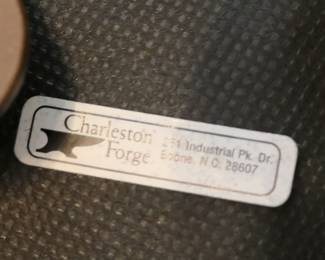 Charleston
Forge
251 Industrial Pk. Dr.
Boone, N.C. 28607